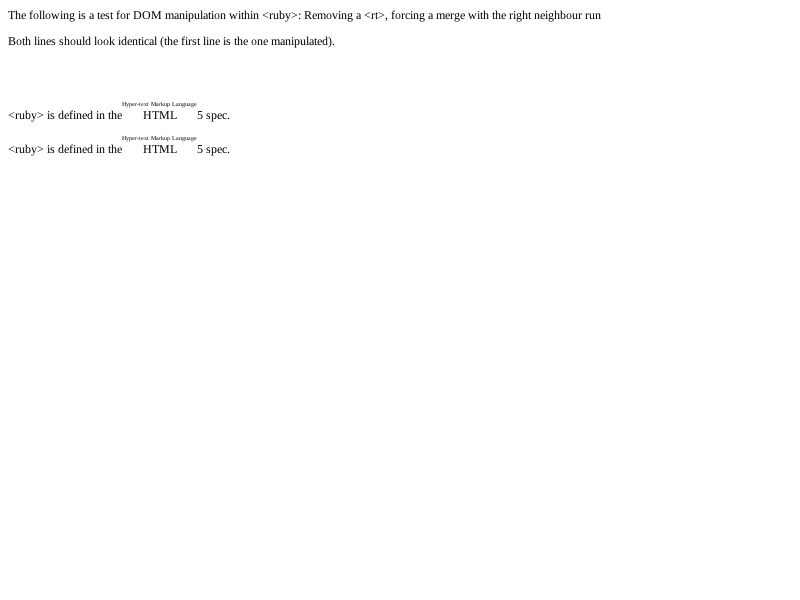 The following is a test for DOM manipulation within <ruby>: Removing a <rt>, forcing a merge with the right neighbour run
Both lines should look identical (the first line is the one manipulated).
Hyper-text Markup Language
<ruby> is defined in the HTML 5 spec.
Hyper-text Markup Language
<ruby> is defined in the HTML 5 spec.